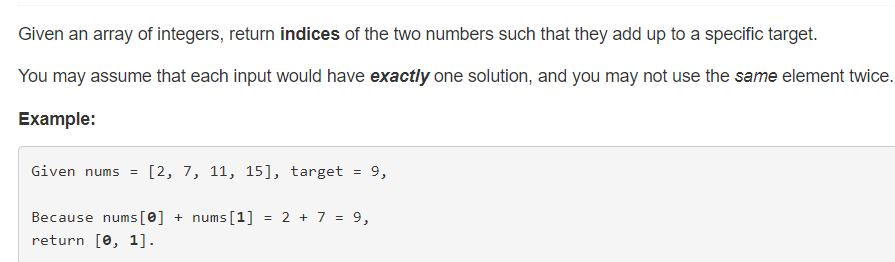 Given an array of integers, return indices of the two numbers such that they add up to a specific target.
You may assume that each input would have exactly one solution, and you may not use the same element twice.
Example:
Given nums = [2, 7, 11, 15], target = 9,
Because nums[0] + nums[1] = 2 + 7 = 9,
return [0, 1].